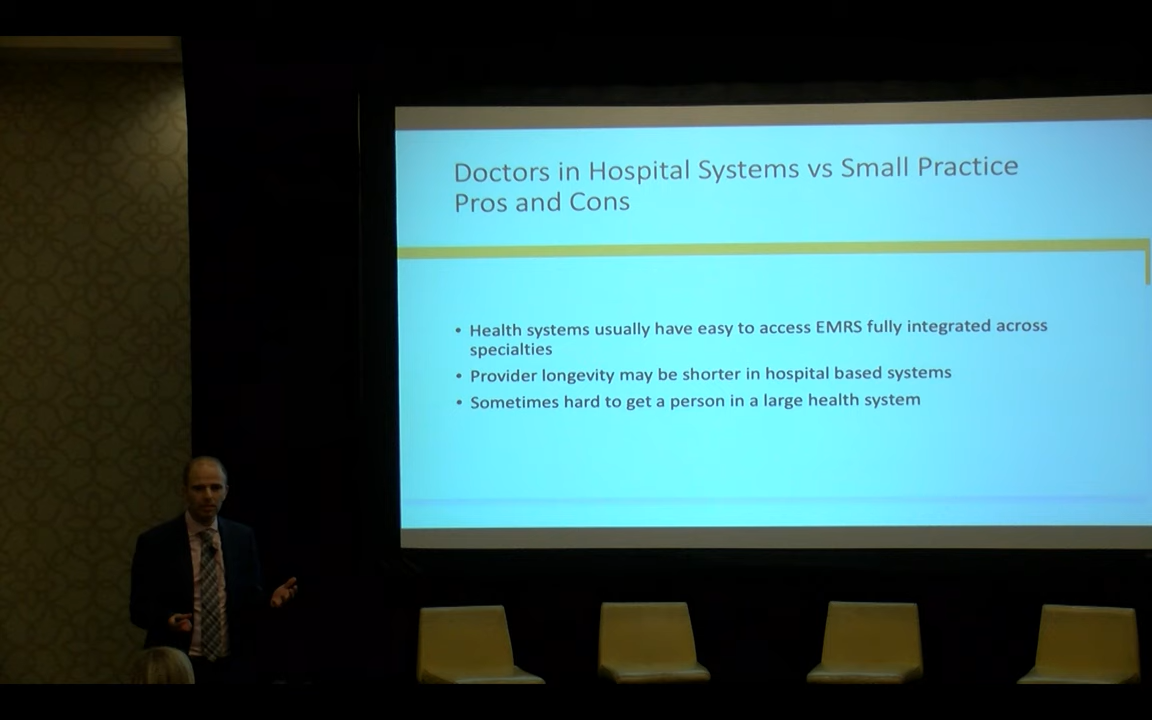 Doctors in Hospital Systems vs Small Practice
Pros and Cons
• Health systems usually have easy to access EMRS fully integrated across
specialties
• Provider longevity may be shorter in hospital based systems
• Sometimes hard to get a person in a large health system